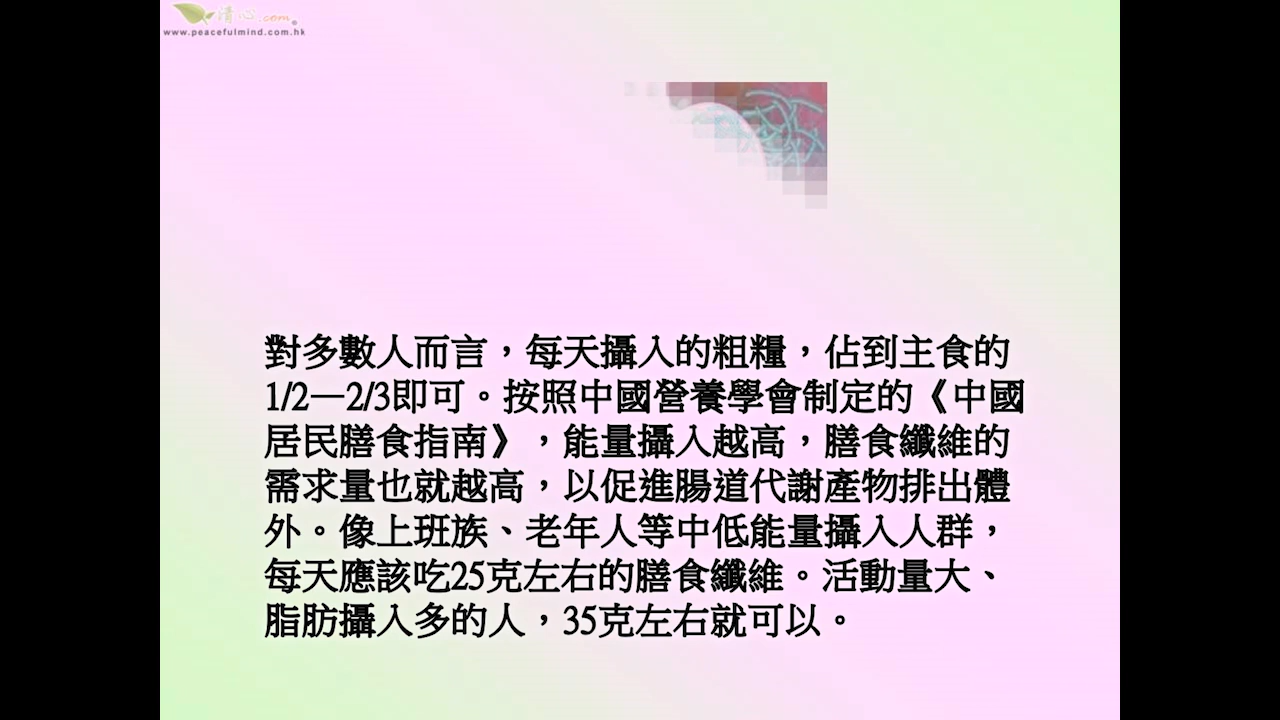 清心.com
www.peacefulmind.com.hk
對多數人而言，每天攝入的粗糧，佔到主食的
1/2—2/3即可。按照中國營養學會制定的《中國
居民膳食指南》，能量攝入越高，膳食纖維的
需求量也就越高，以促進腸道代謝產物排出體
外。像上班族、老年人等中低能量攝入人群，
每天應該吃25克左右的膳食纖維。活動量大、
脂肪攝入多的人，35克左右就可以。